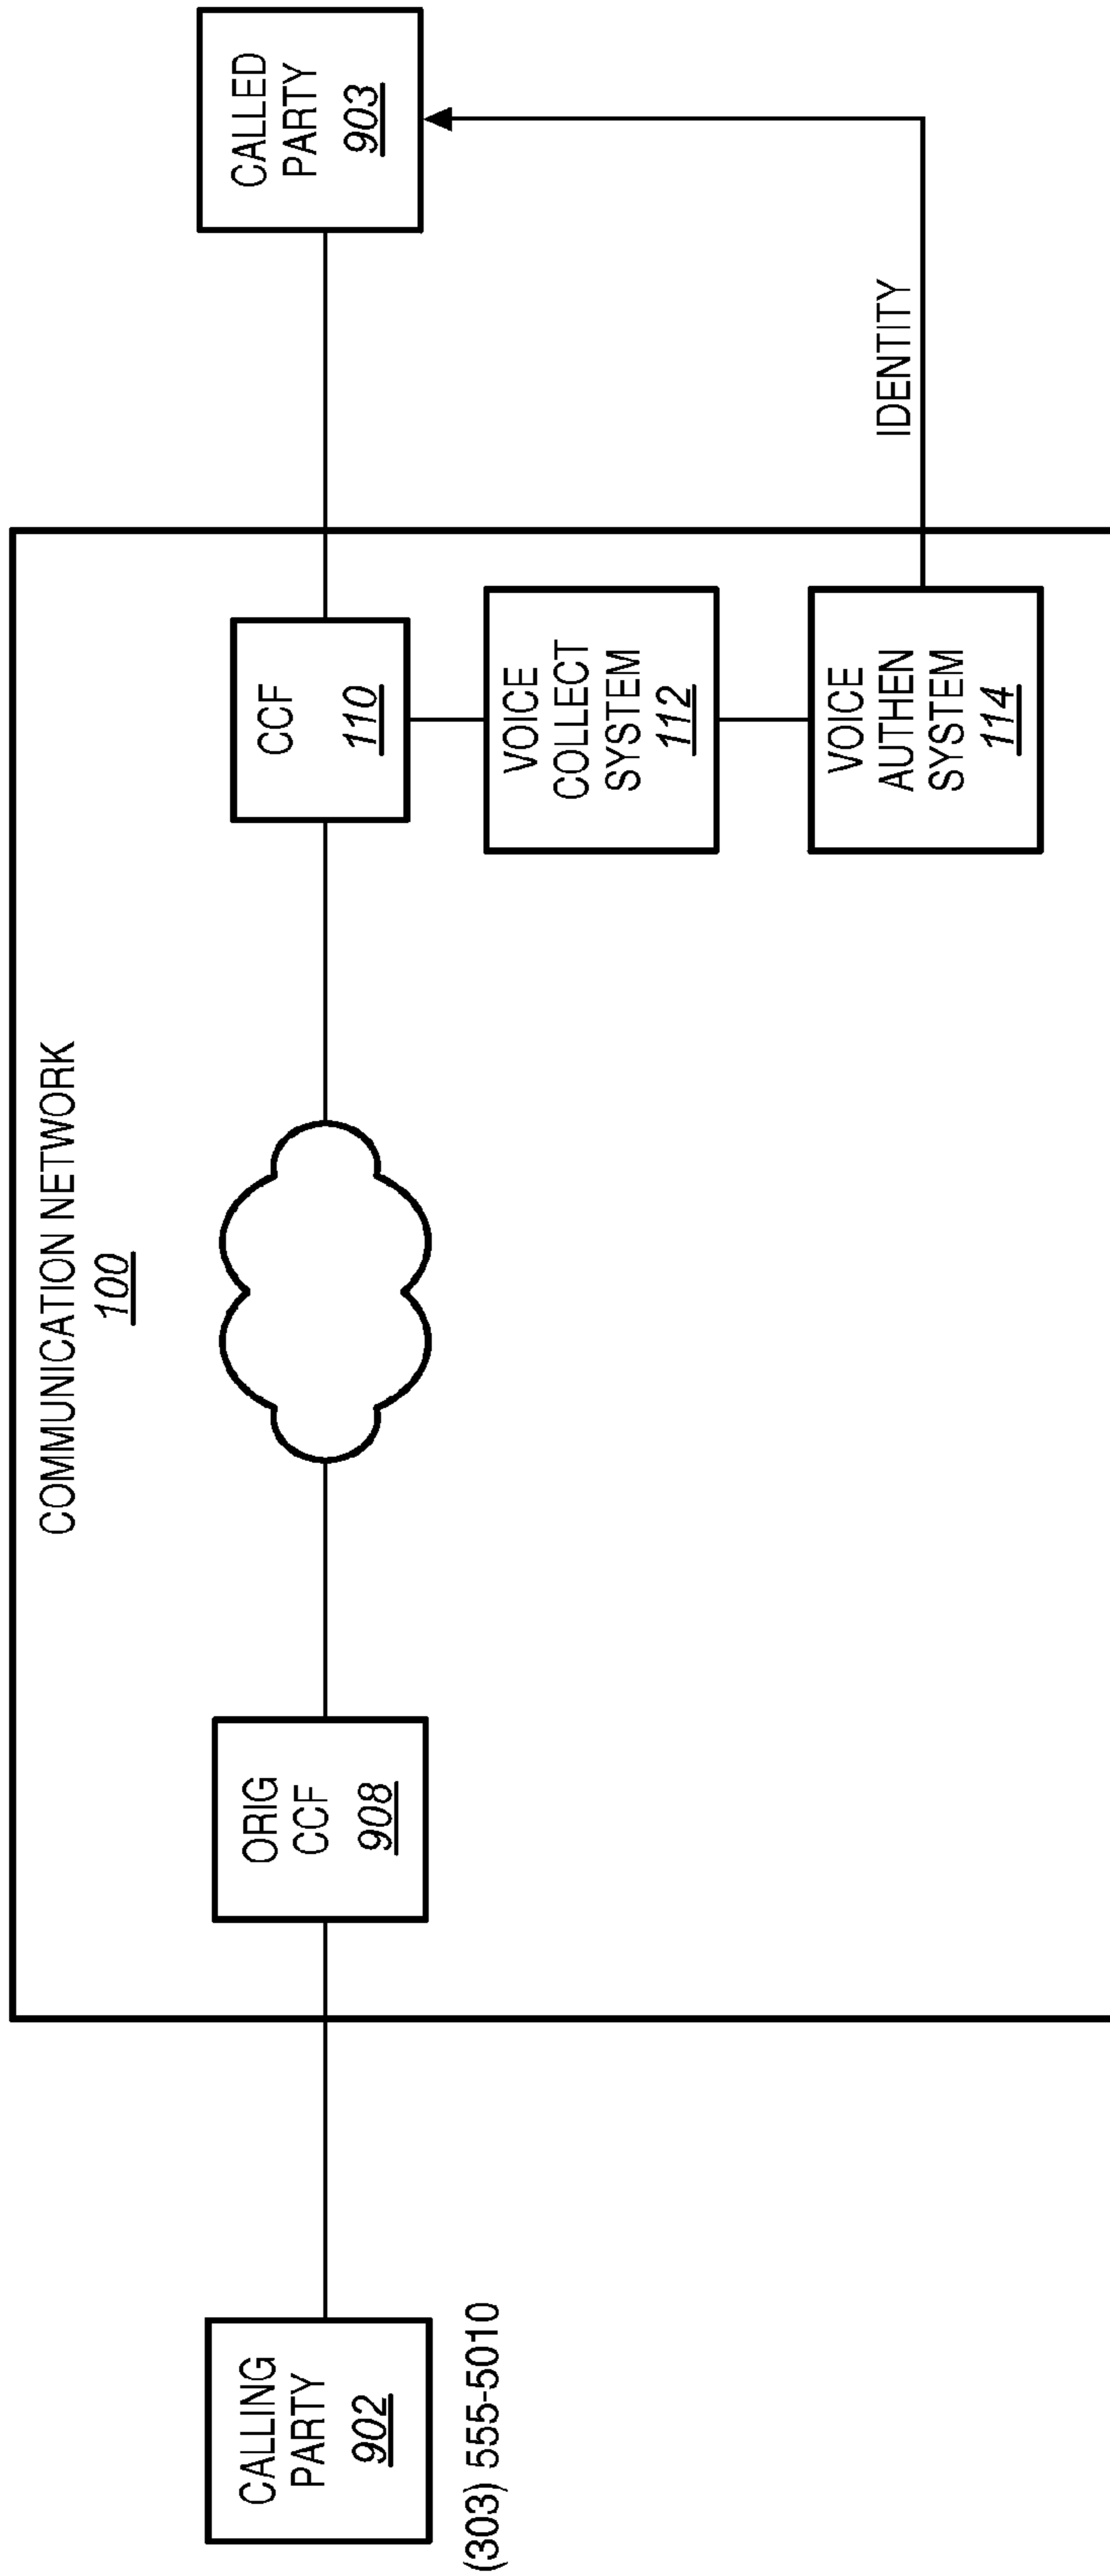 COMMUNICATION NETWORK
100
CALLING
PARTY
902
(303) 555-5010
ORIG
CCF
908
CCF
110
VOICE
COLLECT
SYSTEM
112
VOICE
AUTHEN
SYSTEM
114
IDENTITY
CALLED
PARTY
903